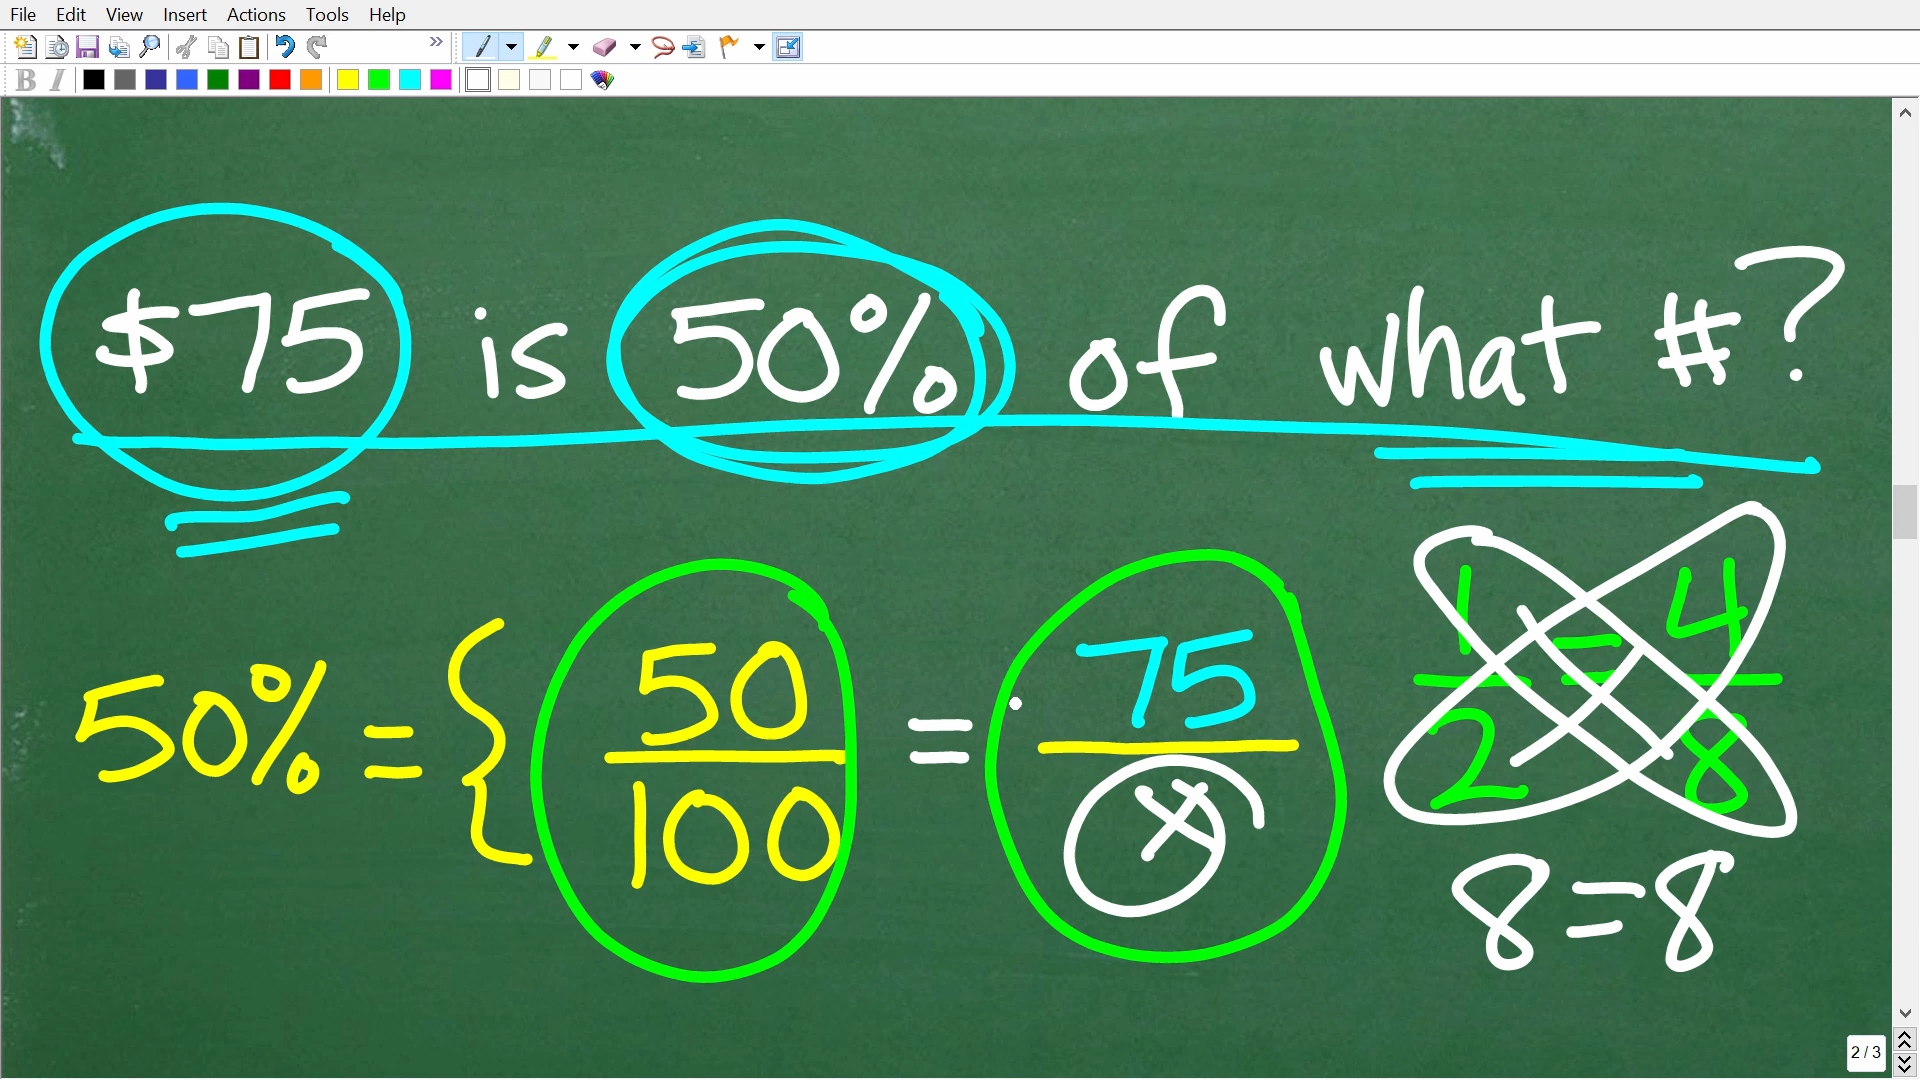 File Edit View Insert Actions Tools Help
B I
$75 is 50% of what #?
50% = { 50/100 = 75/x
1/2 = 4/8
8=8
2 / 3